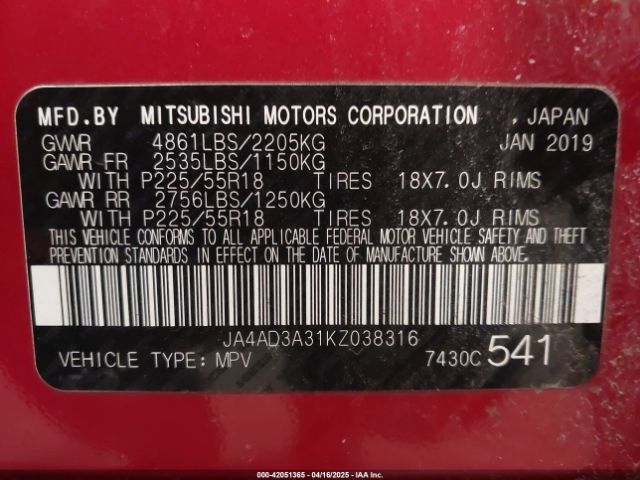 MFD.BY MITSUBISHI MOTORS CORPORATION , JAPAN
GVWR 4861LBS/2205KG JAN 2019
GAWR FR 2535LBS/1150KG
WITH P225/55R18 TIRES 18X7.0J RIMS
GAWR RR 2756LBS/1250KG
WITH P225/55R18 TIRES 18X7.0J RIMS
THIS VEHICLE CONFORMS TO ALL APPLICABLE FEDERAL MOTOR VEHICLE SAFETY AND THEFT
PREVENTION STANDARDS IN EFFECT ON THE DATE OF MANUFACTURE SHOWN ABOVE.
JA4AD3A31KZ038316
VEHICLE TYPE: MPV 7430C 541
000-42051365 - 04/16/2025 - IAA Inc.